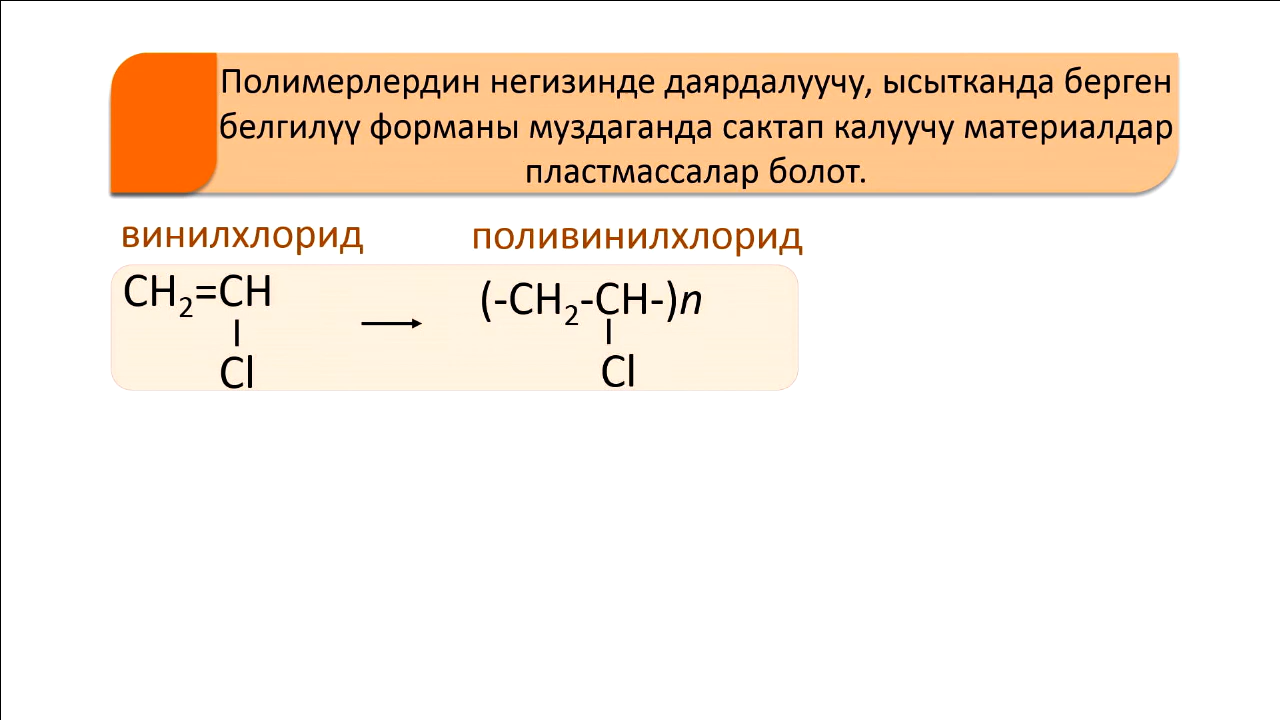 Полимерлердин негизинде даярдалуучу, ысытканда берген
белгилүү форманы муздаганда сактап калуучу материалдар
пластмассалар болот.
винилхлорид поливинилхлорид
CH₂=CH (-CH₂-CH-)n
Cl Cl